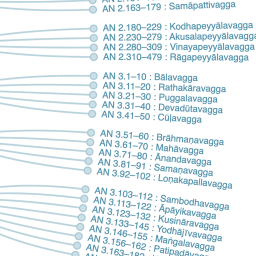 AN 2.163–179 : Samāpattivagga
AN 2.180–229 : Kodhapeyyālavagga
AN 2.230–279 : Akusalapeyyālavagga
AN 2.280–309 : Vinayapeyyālavagga
AN 2.310–479 : Rāgapeyyālavagga
AN 3.1–10 : Bālavagga
AN 3.11–20 : Rathakāravagga
AN 3.21–30 : Puggalavagga
AN 3.31–40 : Devadūtavagga
AN 3.41–50 : Cūḷavagga
AN 3.51–60 : Brāhmaṇavagga
AN 3.61–70 : Mahāvagga
AN 3.71–80 : Ānandavagga
AN 3.81–91 : Samaṇavagga
AN 3.92–102 : Loṇakapallavagga
AN 3.103–112 : Sambodhavagga
AN 3.113–122 : Āpāyikavagga
AN 3.123–132 : Kusināravagga
AN 3.133–145 : Yodhājīvavagga
AN 3.146–155 : Maṅgalavagga
AN 3.156–162 :
AN